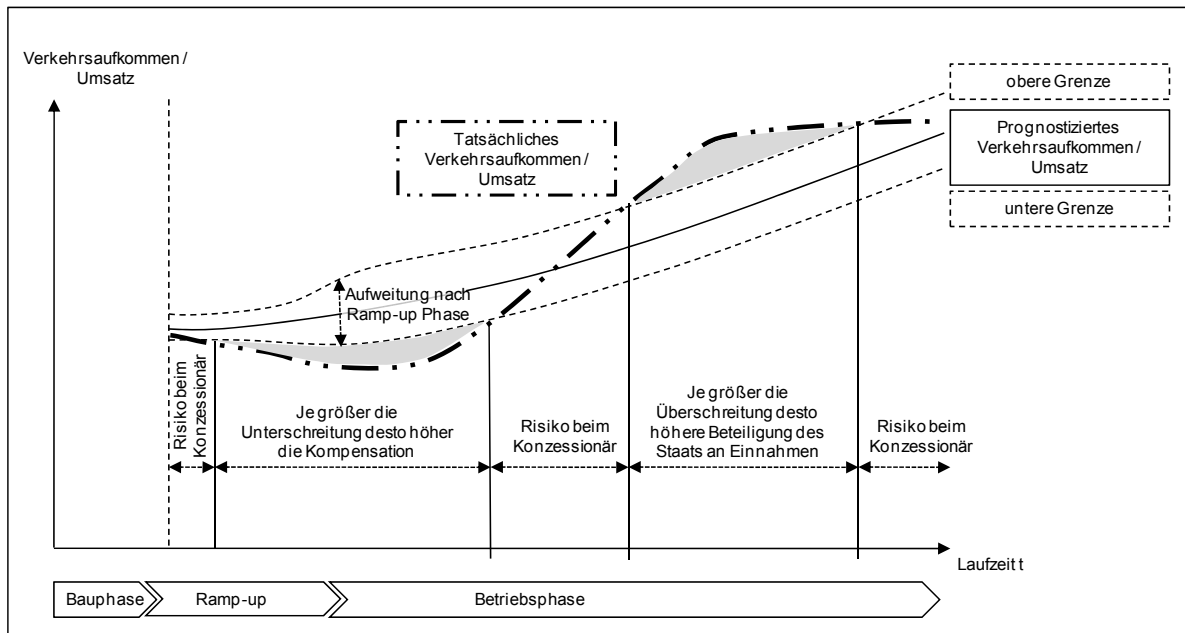 Verkehrsaufkommen /
Umsatz
obere Grenze
Tatsächliches
Verkehrsaufkommen /
Umsatz
Prognostiziertes
Verkehrsaufkommen /
Umsatz
untere Grenze
Aufweitung nach
Ramp-up Phase
Risiko beim
Konzessionär
Je größer die
Unterschreitung desto höher
die Kompensation
Risiko beim
Konzessionär
Je größer die
Überschreitung desto
höhere Beteiligung des
Staats an Einnahmen
Risiko beim
Konzessionär
Laufzeit t
Bauphase
Ramp-up
Betriebsphase